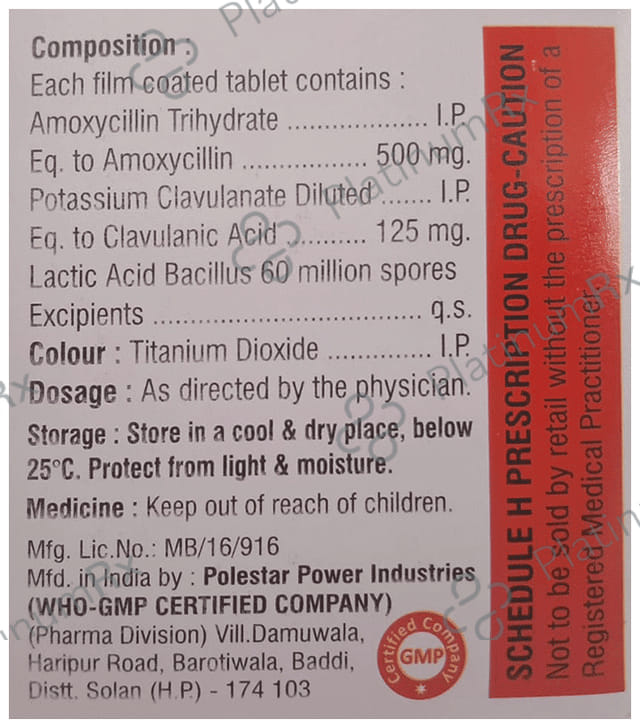 Composition :
Each film coated tablet contains :
Amoxycillin Trihydrate ................... I.P.
Eq. to Amoxycillin ................ 500 mg.
Potassium Clavulanate Diluted ....... I.P.
Eq. to Clavulanic Acid ........... 125 mg.
Lactic Acid Bacillus 60 million spores
Excipients .................................... q.s.
Colour : Titanium Dioxide .............. I.P.
Dosage : As directed by the physician.
Storage : Store in a cool & dry place, below
25°C. Protect from light & moisture.
Medicine : Keep out of reach of children.
Mfg. Lic.No.: MB/16/916
Mfd. in India by : Polestar Power Industries
(WHO-GMP CERTIFIED COMPANY)
(Pharma Division) Vill.Damuwala,
Haripur Road, Barotiwala, Baddi,
Distt. Solan (H.P.) - 174 103
Certified Company
GMP
SCHEDULE H PRESCRIPTION DRUG-CAUTION
Not to be sold by retail without the prescription of a
Registered Medical Practitioner
PlatinumRx
PlatinumRx
PlatinumRx
PlatinumRx
PlatinumRx